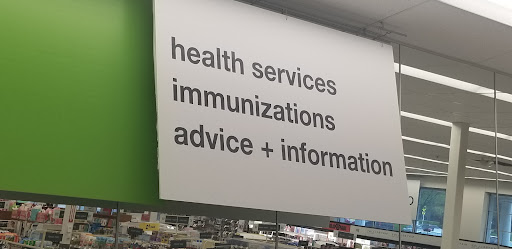 health services
immunizations
advice + information